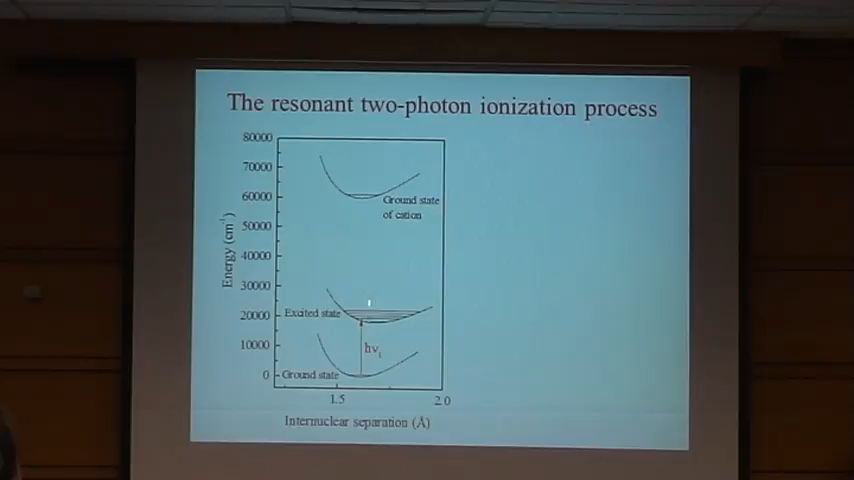 The resonant two-photon ionization process
80000
70000
60000
50000
40000
30000
20000
10000
0
Energy (cm⁻¹)
Ground state
of cation
Excited state
hν₁
Ground state
1.5
2.0
Internuclear separation (Å)